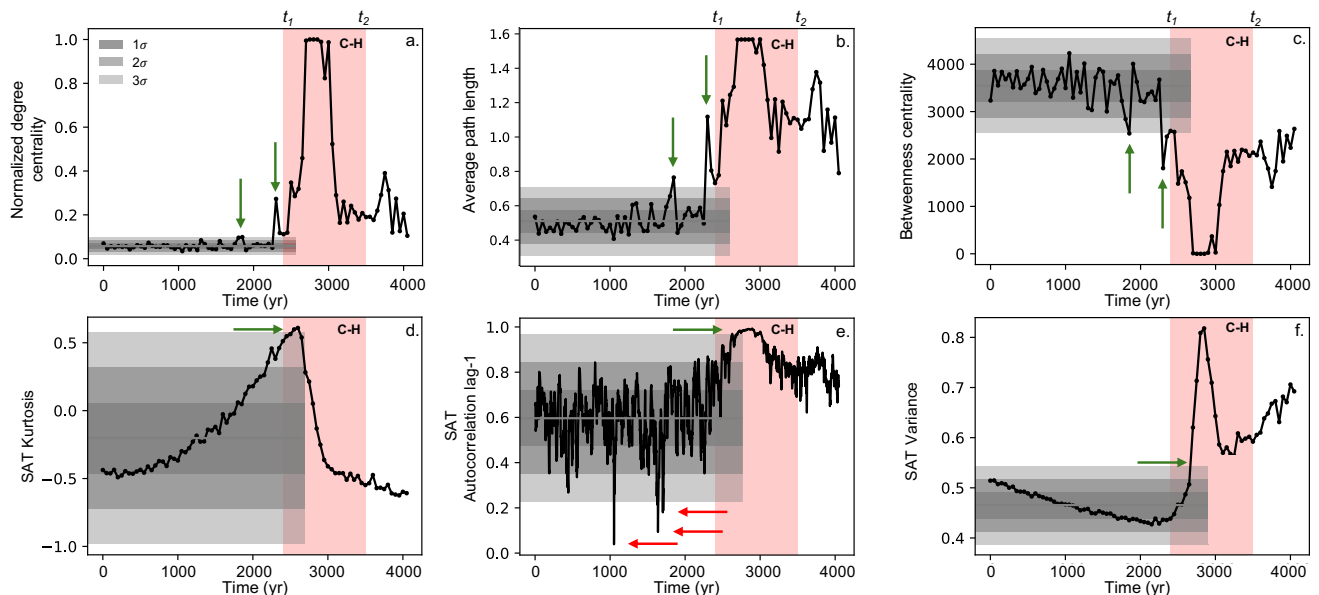 t1 t2
a.
C-H
1σ
2σ
3σ
Normalized degree
centrality
1.0
0.8
0.6
0.4
0.2
0.0
0 1000 2000 3000 4000
Time (yr)
b.
C-H
Average path length
1.6
1.4
1.2
1.0
0.8
0.6
0.4
0 1000 2000 3000 4000
Time (yr)
t1 t2
c.
C-H
Betweenness centrality
4000
3000
2000
1000
0
0 1000 2000 3000 4000
Time (yr)
t1 t2
d.
C-H
SAT Kurtosis
0.5
0.0
−0.5
−1.0
0 1000 2000 3000 4000
Time (yr)
e.
C-H
SAT
Autocorrelation lag-1
1.0
0.8
0.6
0.4
0.2
0.0
0 1000 2000 3000 4000
Time (yr)
f.
C-H
SAT Variance
0.8
0.7
0.6
0.5
0.4
0 1000 2000 3000 4000
Time (yr)